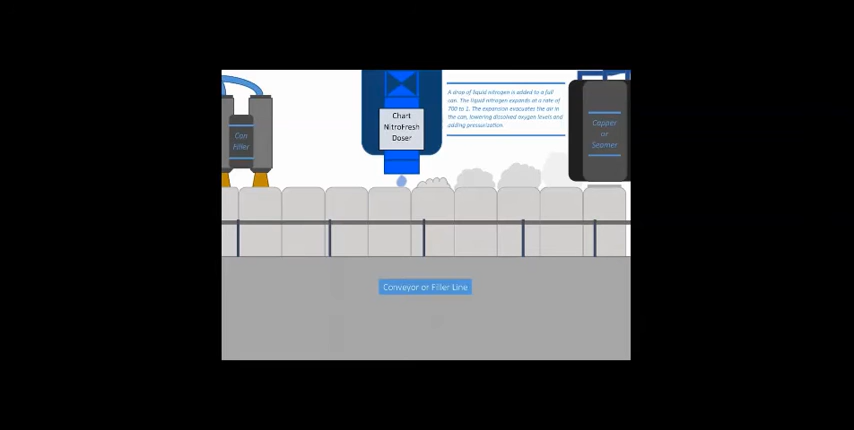 Can
Filler
Chart
NitroFresh
Doser
A drop of liquid nitrogen is added to a full
can. The liquid nitrogen expands at a rate of
700 to 1. The expansion evacuates the air in
the can, lowering dissolved oxygen levels and
adding pressurization.
Capper
or
Seamer
Conveyor or Filler Line